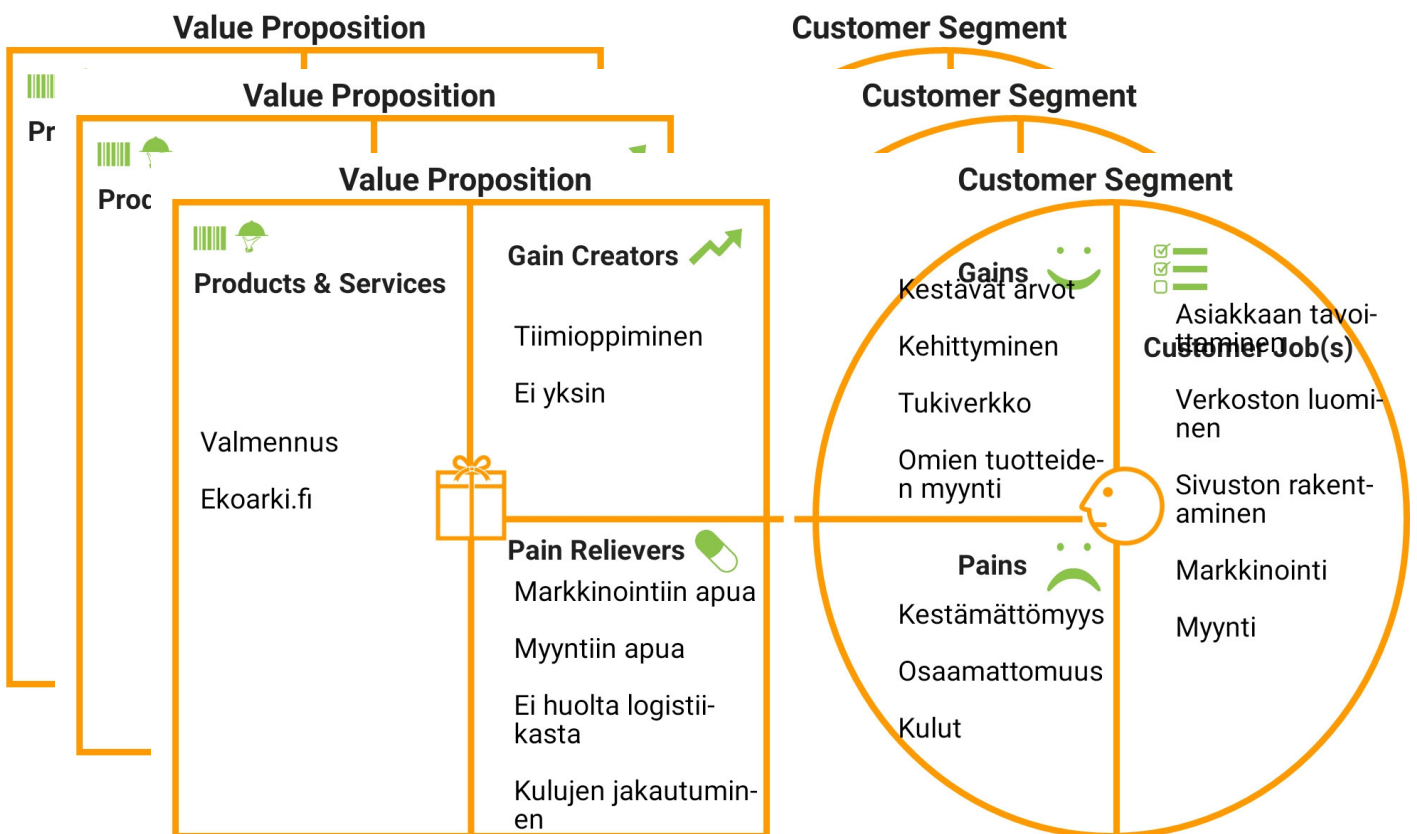 Value Proposition
Customer Segment
Pr
Value Proposition
Customer Segment
Prod
Value Proposition
Customer Segment
Products & Services
Valmennus
Ekoarki.fi
Gain Creators
Tiimioppiminen
Ei yksin
Pain Relievers
Markkinointiin apua
Myyntiin apua
Ei huolta logistii-
kasta
Kulujen jakautumin-
en
Gains
Kestävät arvot
Kehittyminen
Tukiverkko
Omien tuotteide-
n myynti
Pains
Kestämättömyys
Osaamattomuus
Kulut
Asiakkaan tavoi-
ttaminen
Customer Job(s)
Verkoston luomi-
nen
Sivuston rakent-
aminen
Markkinointi
Myynti